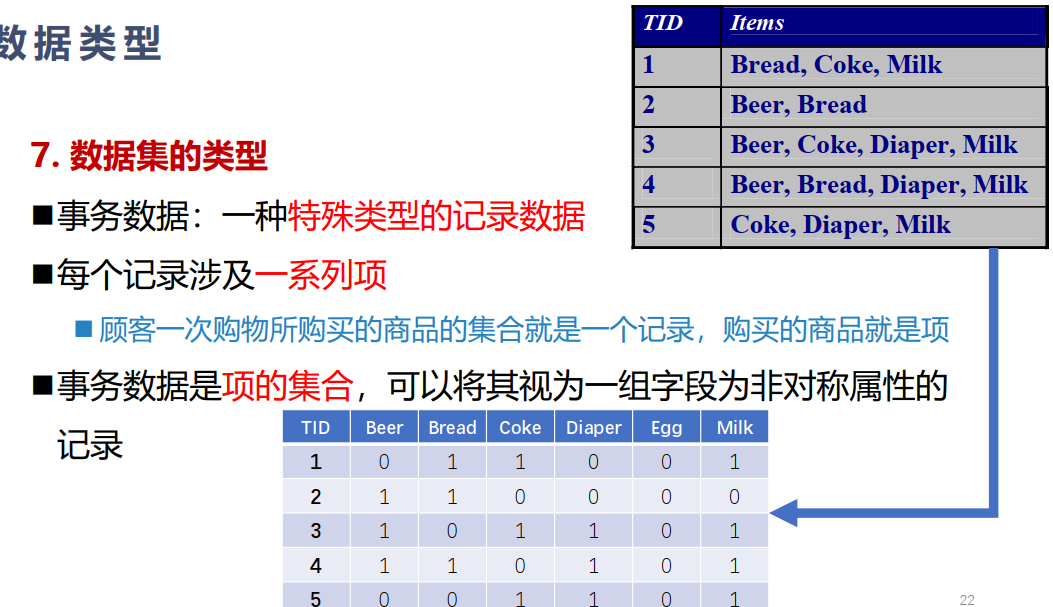 数据类型
TID Items
1 Bread, Coke, Milk
2 Beer, Bread
3 Beer, Coke, Diaper, Milk
4 Beer, Bread, Diaper, Milk
5 Coke, Diaper, Milk
7. 数据集的类型
■事务数据：一种特殊类型的记录数据
■每个记录涉及一系列项
■顾客一次购物所购买的商品的集合就是一个记录，购买的商品就是项
■事务数据是项的集合，可以将其视为一组字段为非对称属性的
记录
TID Beer Bread Coke Diaper Egg Milk
1 0 1 1 0 0 1
2 1 1 0 0 0 0
3 1 0 1 1 0 1
4 1 1 0 1 0 1
5 0 0 1 1 0 1
22